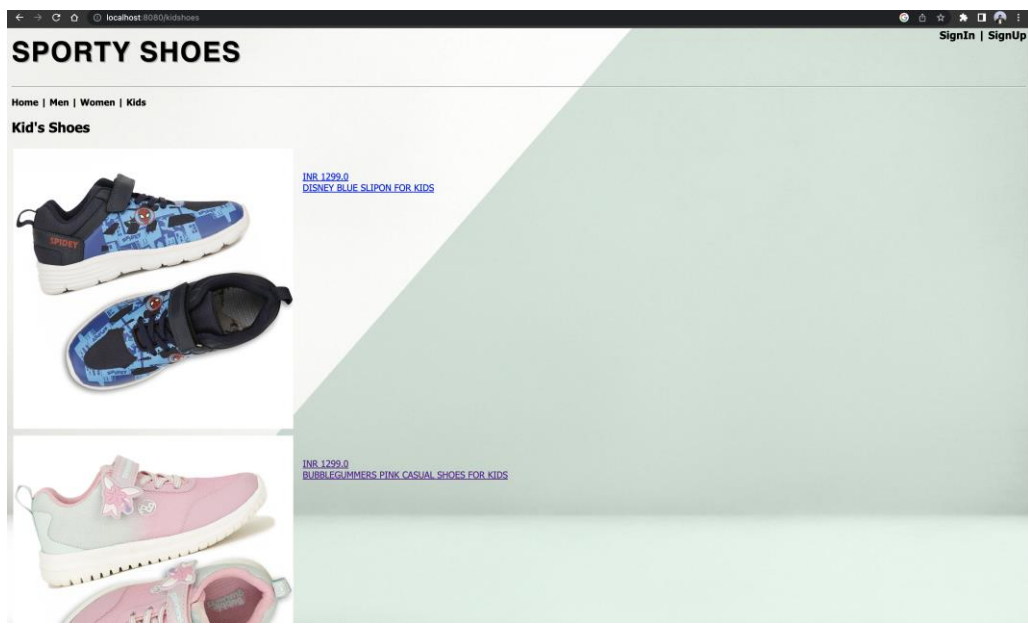 localhost:8080/kidshoes
SignIn | SignUp
SPORTY SHOES
Home | Men | Women | Kids
Kid's Shoes
INR 1299.0
DISNEY BLUE SLIPON FOR KIDS
SPIDEY
INR 1299.0
BUBBLEGUMMERS PINK CASUAL SHOES FOR KIDS